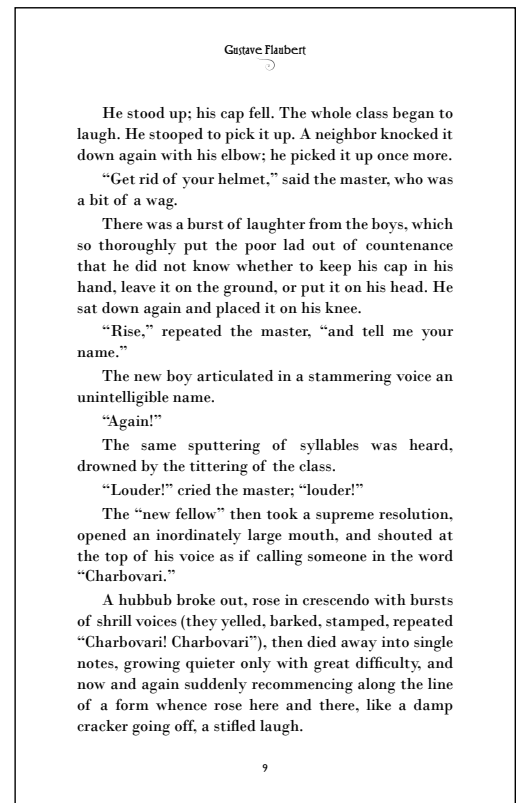 Gustave Flaubert
He stood up; his cap fell. The whole class began to
laugh. He stooped to pick it up. A neighbor knocked it
down again with his elbow; he picked it up once more.
“Get rid of your helmet,” said the master, who was
a bit of a wag.
There was a burst of laughter from the boys, which
so thoroughly put the poor lad out of countenance
that he did not know whether to keep his cap in his
hand, leave it on the ground, or put it on his head. He
sat down again and placed it on his knee.
“Rise,” repeated the master, “and tell me your
name.”
The new boy articulated in a stammering voice an
unintelligible name.
“Again!”
The same sputtering of syllables was heard,
drowned by the tittering of the class.
“Louder!” cried the master; “louder!”
The “new fellow” then took a supreme resolution,
opened an inordinately large mouth, and shouted at
the top of his voice as if calling someone in the word
“Charbovari.”
A hubbub broke out, rose in crescendo with bursts
of shrill voices (they yelled, barked, stamped, repeated
“Charbovari! Charbovari”), then died away into single
notes, growing quieter only with great difficulty, and
now and again suddenly recommencing along the line
of a form whence rose here and there, like a damp
cracker going off, a stifled laugh.
9